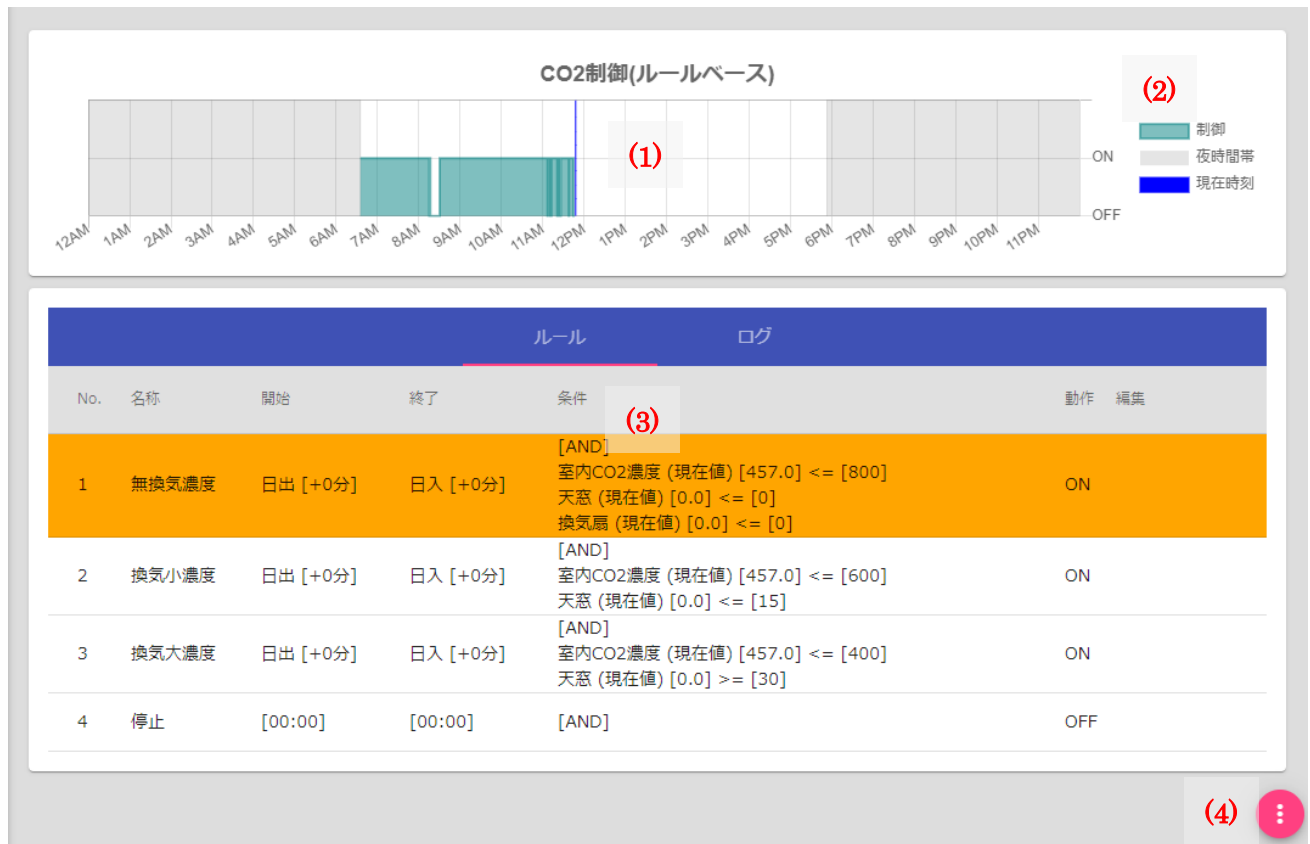 CO2制御(ルールベース)
(2)
制御
夜時間帯
現在時刻
(1)
ON
OFF
12AM 1AM 2AM 3AM 4AM 5AM 6AM 7AM 8AM 9AM 10AM 11AM 12PM 1PM 2PM 3PM 4PM 5PM 6PM 7PM 8PM 9PM 10PM 11PM
ルール ログ
No. 名称 開始 終了 条件 動作 編集
(3)
[AND]
室内CO2濃度 (現在値) [457.0] <= [800]
1 無換気濃度 日出 [+0分] 日入 [+0分] ON
天窓 (現在値) [0.0] <= [0]
換気扇 (現在値) [0.0] <= [0]
[AND]
2 換気小濃度 日出 [+0分] 日入 [+0分] 室内CO2濃度 (現在値) [457.0] <= [600] ON
天窓 (現在値) [0.0] <= [15]
[AND]
3 換気大濃度 日出 [+0分] 日入 [+0分] 室内CO2濃度 (現在値) [457.0] <= [400] ON
天窓 (現在値) [0.0] >= [30]
4 停止 [00:00] [00:00] [AND] OFF
(4)